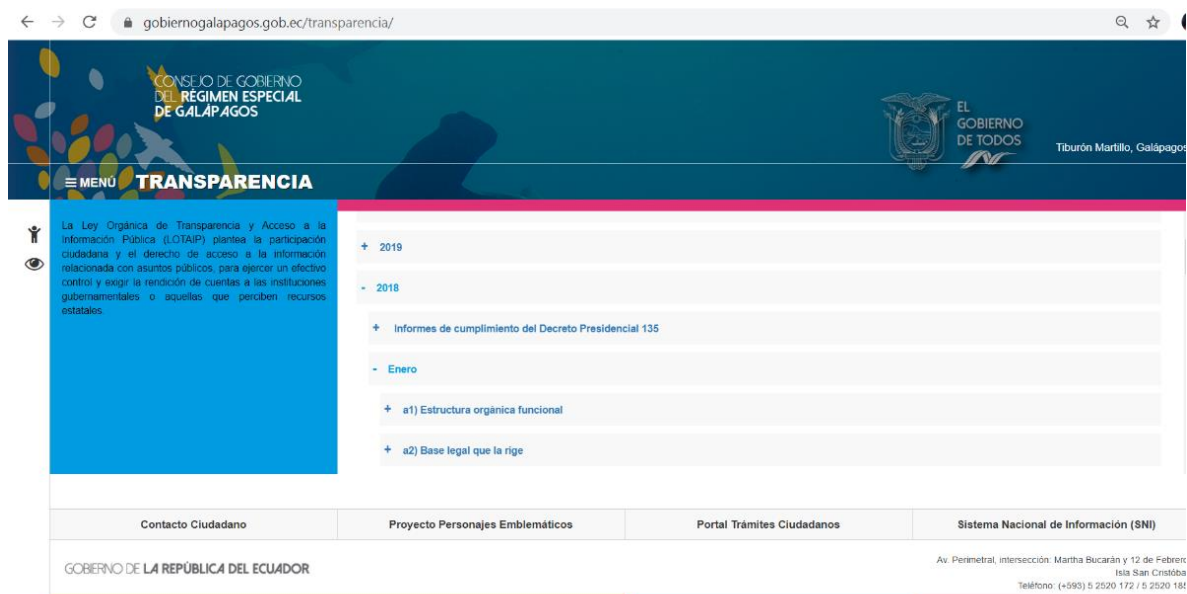 gobiernogalapagos.gob.ec/transparencia/
CONSEJO DE GOBIERNO
DEL RÉGIMEN ESPECIAL
DE GALÁPAGOS
EL
GOBIERNO
DE TODOS
Tiburón Martillo, Galápagos
MENÚ
TRANSPARENCIA
La Ley Orgánica de Transparencia y Acceso a la
Información Pública (LOTAIP) plantea la participación
ciudadana y el derecho de acceso a la información
relacionada con asuntos públicos, para ejercer un efectivo
control y exigir la rendición de cuentas a las instituciones
gubernamentales o aquellas que perciben recursos
estatales.
+ 2019
- 2018
+ Informes de cumplimiento del Decreto Presidencial 135
- Enero
+ a1) Estructura orgánica funcional
+ a2) Base legal que la rige
Contacto Ciudadano
Proyecto Personajes Emblemáticos
Portal Trámites Ciudadanos
Sistema Nacional de Información (SNI)
GOBIERNO DE LA REPÚBLICA DEL ECUADOR
Av. Perimetral, intersección: Martha Bucarán y 12 de Febrero
Isla San Cristóba
Teléfono: (+593) 5 2520 172 / 5 2520 185